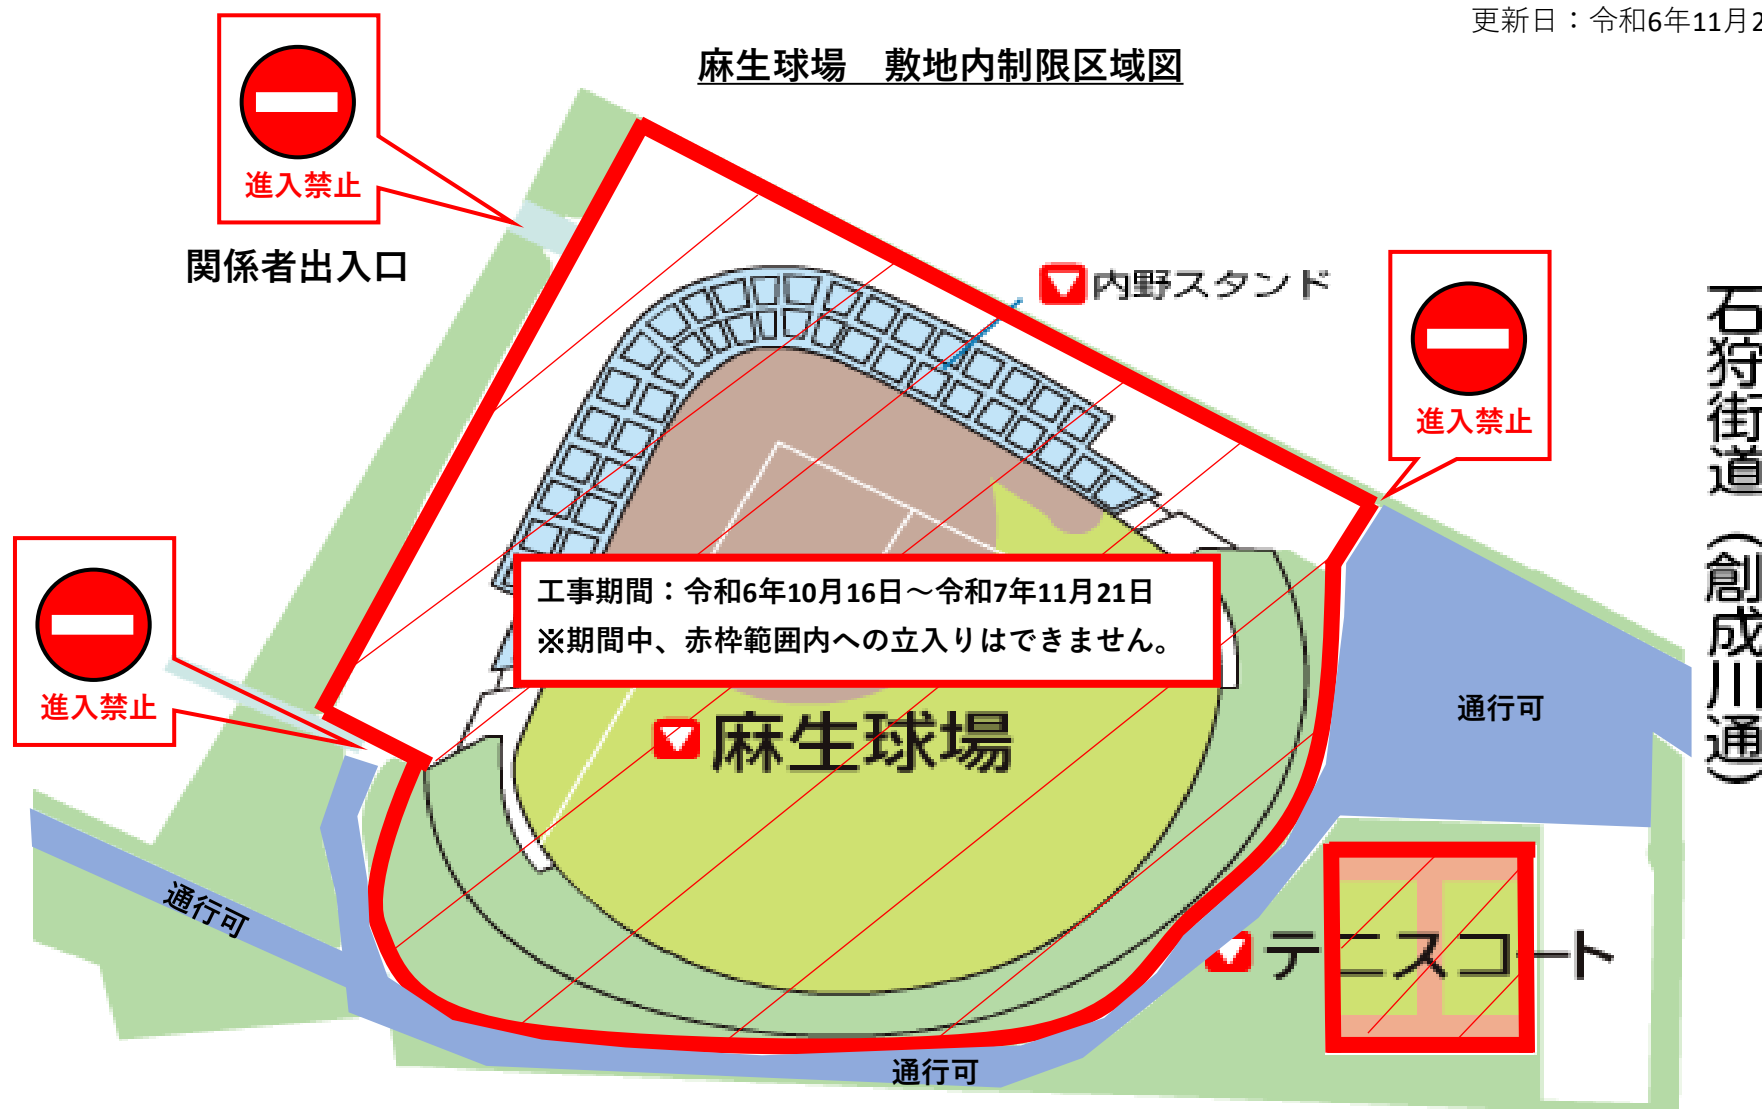 更新日：令和6年11月2
麻生球場　敷地内制限区域図
進入禁止
関係者出入口
内野スタンド
進入禁止
石狩街道（創成川通）
工事期間：令和6年10月16日～令和7年11月21日
※期間中、赤枠範囲内への立入りはできません。
進入禁止
麻生球場
通行可
通行可
テニスコート
通行可